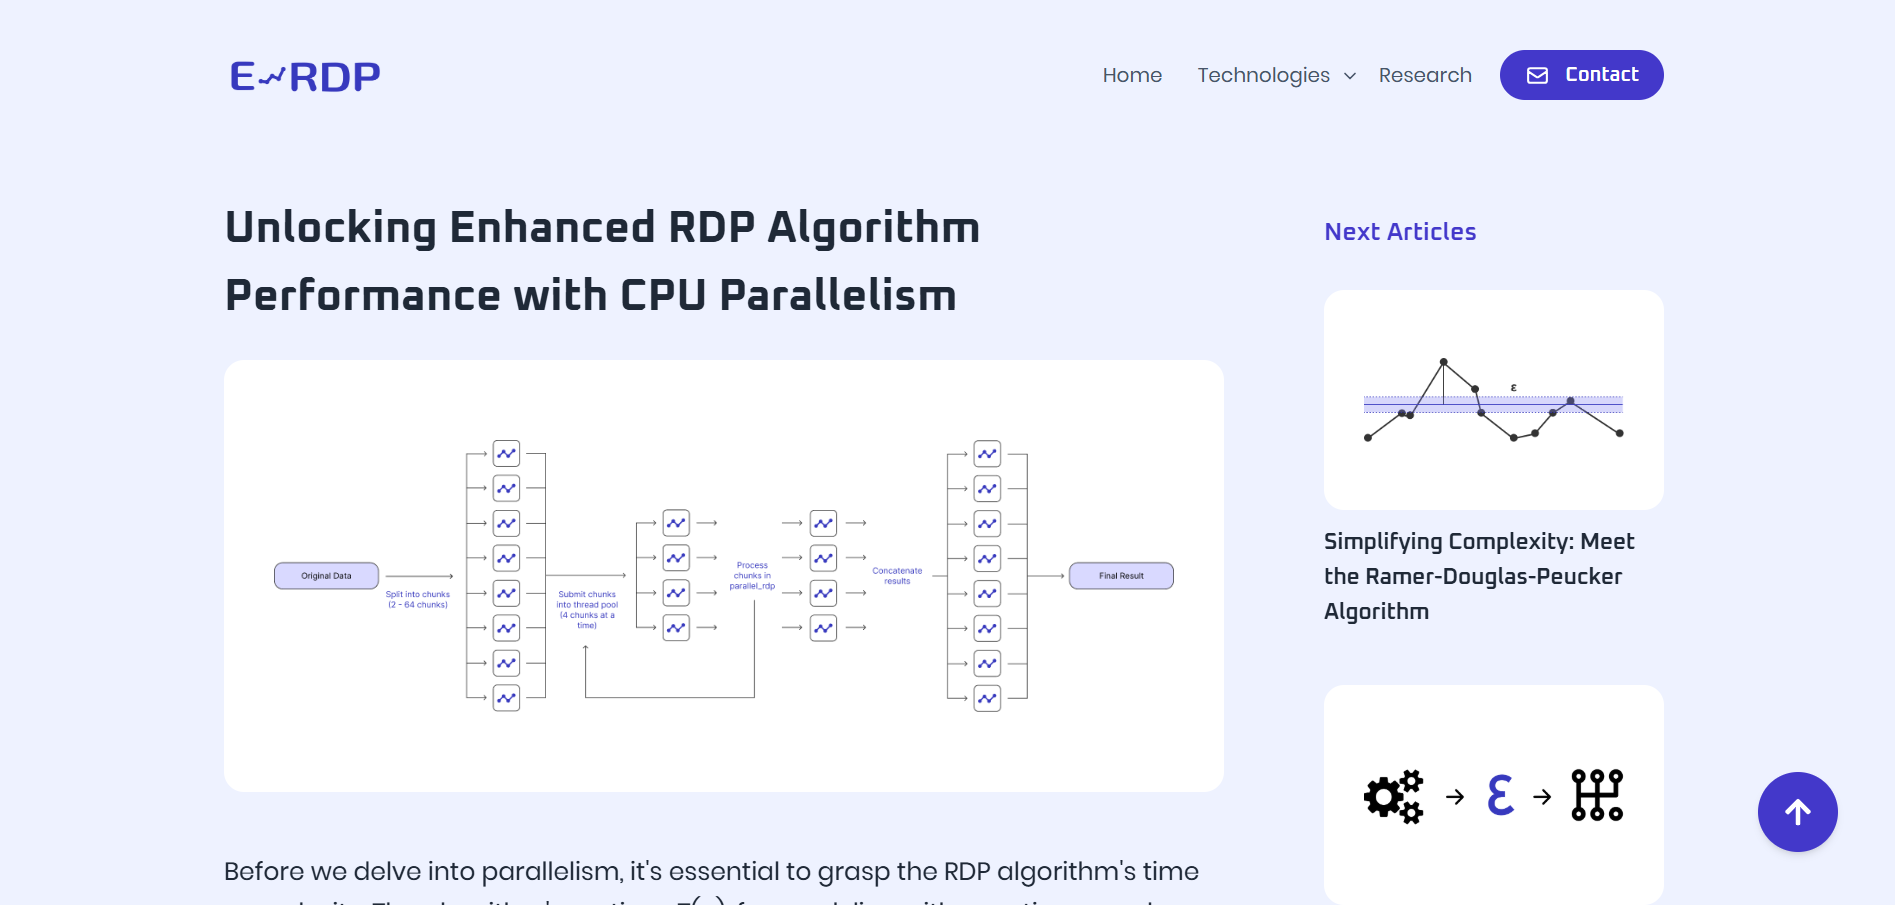 E RDP
Home
Technologies
Research
Contact
Unlocking Enhanced RDP Algorithm
Performance with CPU Parallelism
Original Data
Split into chunks
(2 - 64 chunks)
Submit chunks
into thread pool
(4 chunks at a
time)
Process
chunks in
parallel_rdp
Concatenate
results
Final Result
Before we delve into parallelism, it's essential to grasp the RDP algorithm's time
Next Articles
ε
Simplifying Complexity: Meet
the Ramer-Douglas-Peucker
Algorithm
ε